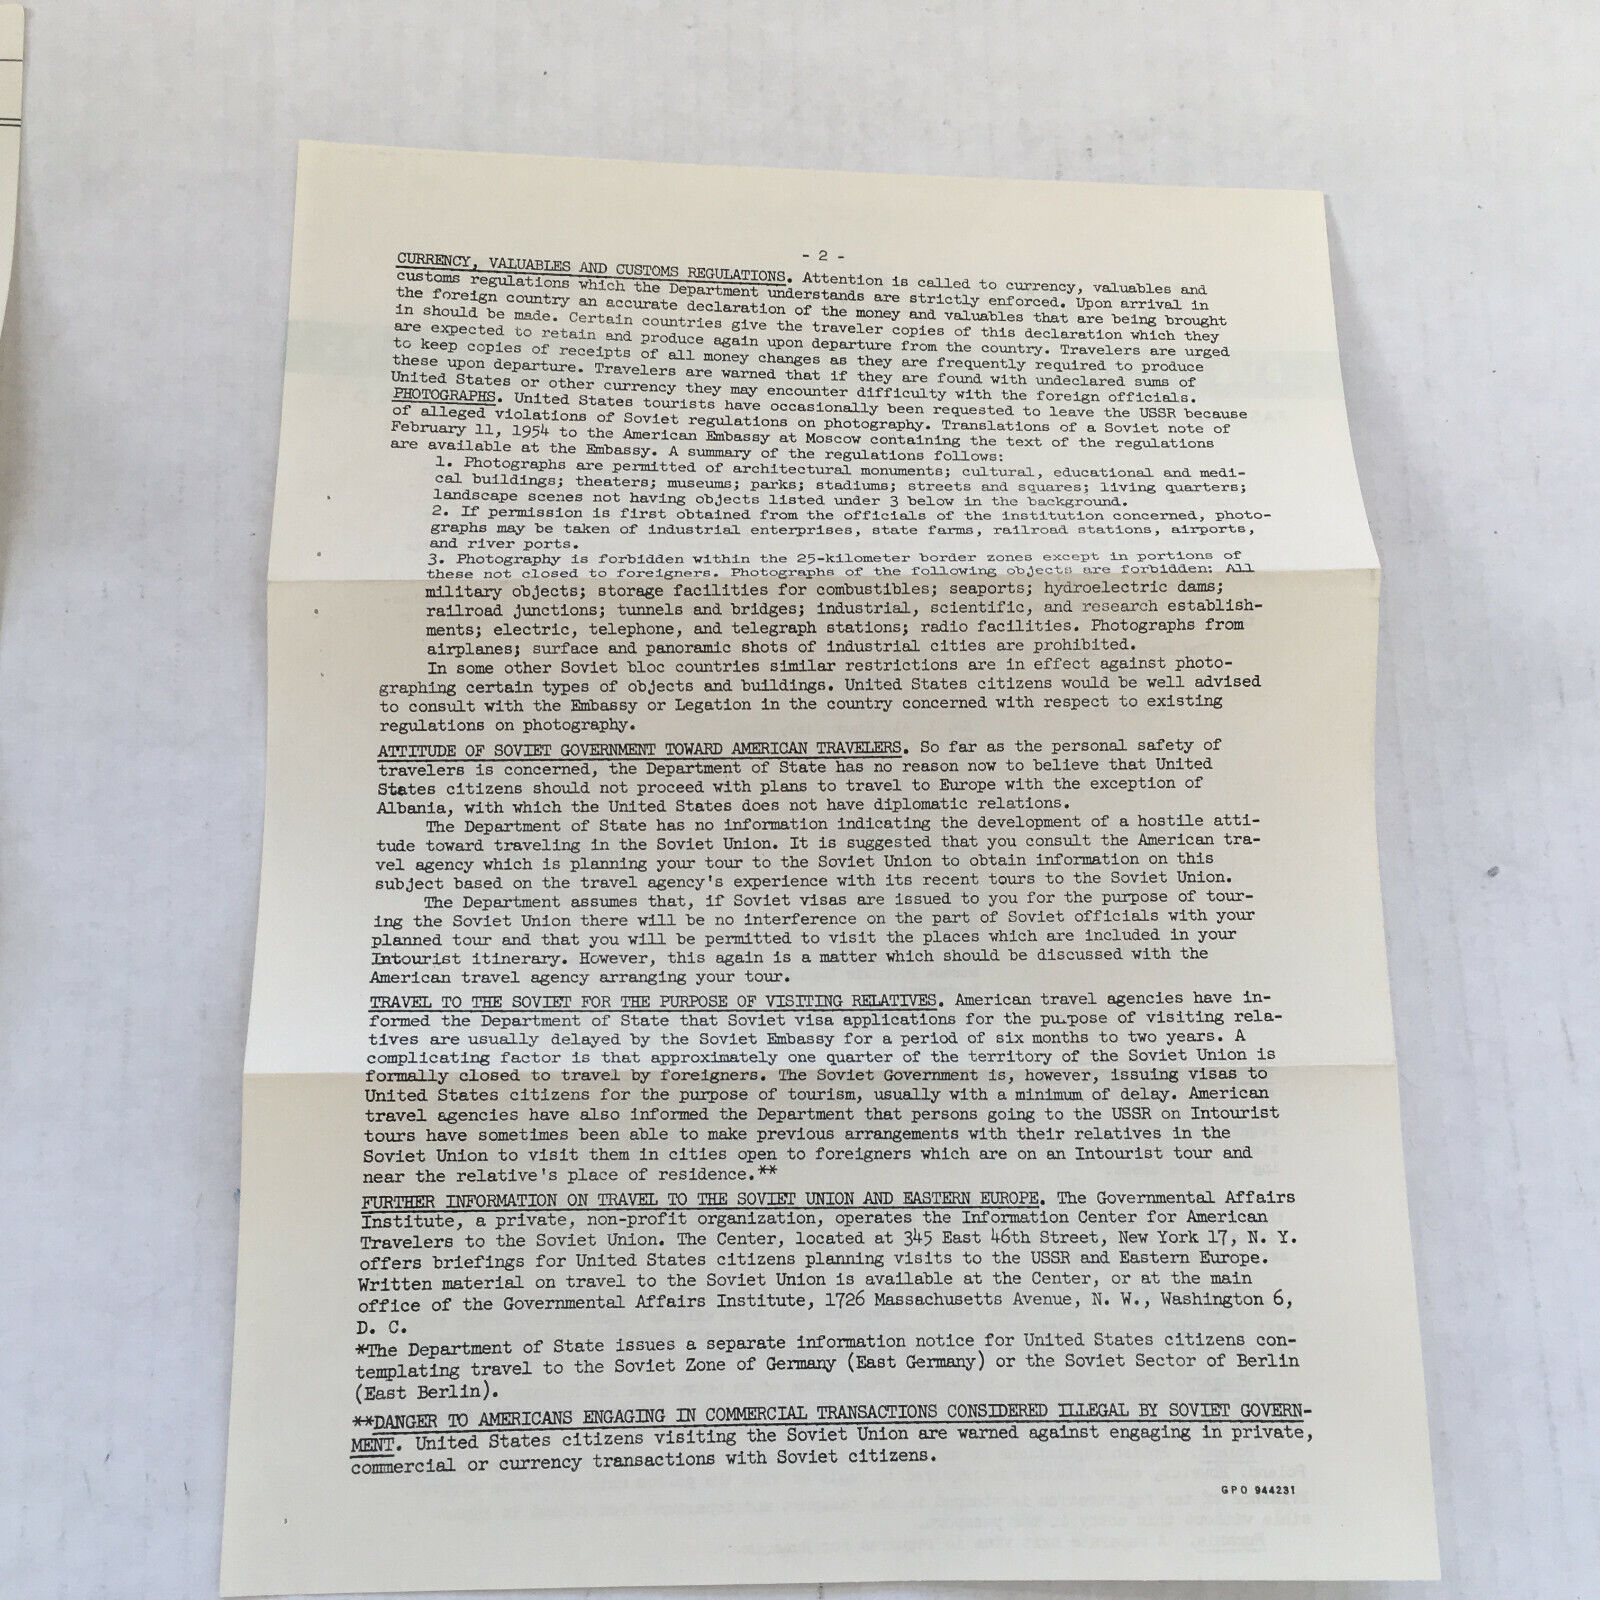 - 2 -
CURRENCY, VALUABLES AND CUSTOMS REGULATIONS. Attention is called to currency, valuables and
customs regulations which the Department understands are strictly enforced. Upon arrival in
the foreign country an accurate declaration of the money and valuables that are being brought
in should be made. Certain countries give the traveler copies of this declaration which they
are expected to retain and produce again upon departure from the country. Travelers are urged
to keep copies of receipts of all money changes as they are frequently required to produce
these upon departure. Travelers are warned that if they are found with undeclared sums of
United States or other currency they may encounter difficulty with the foreign officials.
PHOTOGRAPHS. United States tourists have occasionally been requested to leave the USSR because
of alleged violations of Soviet regulations on photography. Translations of a Soviet note of
February 11, 1954 to the American Embassy at Moscow containing the text of the regulations
are available at the Embassy. A summary of the regulations follows:
1. Photographs are permitted of architectural monuments; cultural, educational and medi-
cal buildings; theaters; museums; parks; stadiums; streets and squares; living quarters;
landscape scenes not having objects listed under 3 below in the background.
2. If permission is first obtained from the officials of the institution concerned, photo-
graphs may be taken of industrial enterprises, state farms, railroad stations, airports,
and river ports.
3. Photography is forbidden within the 25-kilometer border zones except in portions of
these not closed to foreigners. Photographs of the following objects are forbidden: All
military objects; storage facilities for combustibles; seaports; hydroelectric dams;
railroad junctions; tunnels and bridges; industrial, scientific, and research establish-
ments; electric, telephone, and telegraph stations; radio facilities. Photographs from
airplanes; surface and panoramic shots of industrial cities are prohibited.
In some other Soviet bloc countries similar restrictions are in effect against photo-
graphing certain types of objects and buildings. United States citizens would be well advised
to consult with the Embassy or Legation in the country concerned with respect to existing
regulations on photography.
ATTITUDE OF SOVIET GOVERNMENT TOWARD AMERICAN TRAVELERS. So far as the personal safety of
travelers is concerned, the Department of State has no reason now to believe that United
States citizens should not proceed with plans to travel to Europe with the exception of
Albania, with which the United States does not have diplomatic relations.
The Department of State has no information indicating the development of a hostile atti-
tude toward traveling in the Soviet Union. It is suggested that you consult the American tra-
vel agency which is planning your tour to the Soviet Union to obtain information on this
subject based on the travel agency's experience with its recent tours to the Soviet Union.
The Department assumes that, if Soviet visas are issued to you for the purpose of tour-
ing the Soviet Union there will be no interference on the part of Soviet officials with your
planned tour and that you will be permitted to visit the places which are included in your
Intourist itinerary. However, this again is a matter which should be discussed with the
American travel agency arranging your tour.
TRAVEL TO THE SOVIET FOR THE PURPOSE OF VISITING RELATIVES. American travel agencies have in-
formed the Department of State that Soviet visa applications for the purpose of visiting rela-
tives are usually delayed by the Soviet Embassy for a period of six months to two years. A
complicating factor is that approximately one quarter of the territory of the Soviet Union is
formally closed to travel by foreigners. The Soviet Government is, however, issuing visas to
United States citizens for the purpose of tourism, usually with a minimum of delay. American
travel agencies have also informed the Department that persons going to the USSR on Intourist
tours have sometimes been able to make previous arrangements with their relatives in the
Soviet Union to visit them in cities open to foreigners which are on an Intourist tour and
near the relative's place of residence.**
FURTHER INFORMATION ON TRAVEL TO THE SOVIET UNION AND EASTERN EUROPE. The Governmental Affairs
Institute, a private, non-profit organization, operates the Information Center for American
Travelers to the Soviet Union. The Center, located at 345 East 46th Street, New York 17, N. Y.
offers briefings for United States citizens planning visits to the USSR and Eastern Europe.
Written material on travel to the Soviet Union is available at the Center, or at the main
office of the Governmental Affairs Institute, 1726 Massachusetts Avenue, N. W., Washington 6,
D. C.
*The Department of State issues a separate information notice for United States citizens con-
templating travel to the Soviet Zone of Germany (East Germany) or the Soviet Sector of Berlin
(East Berlin).
**DANGER TO AMERICANS ENGAGING IN COMMERCIAL TRANSACTIONS CONSIDERED ILLEGAL BY SOVIET GOVERN-
MENT. United States citizens visiting the Soviet Union are warned against engaging in private,
commercial or currency transactions with Soviet citizens.
GPO 944231